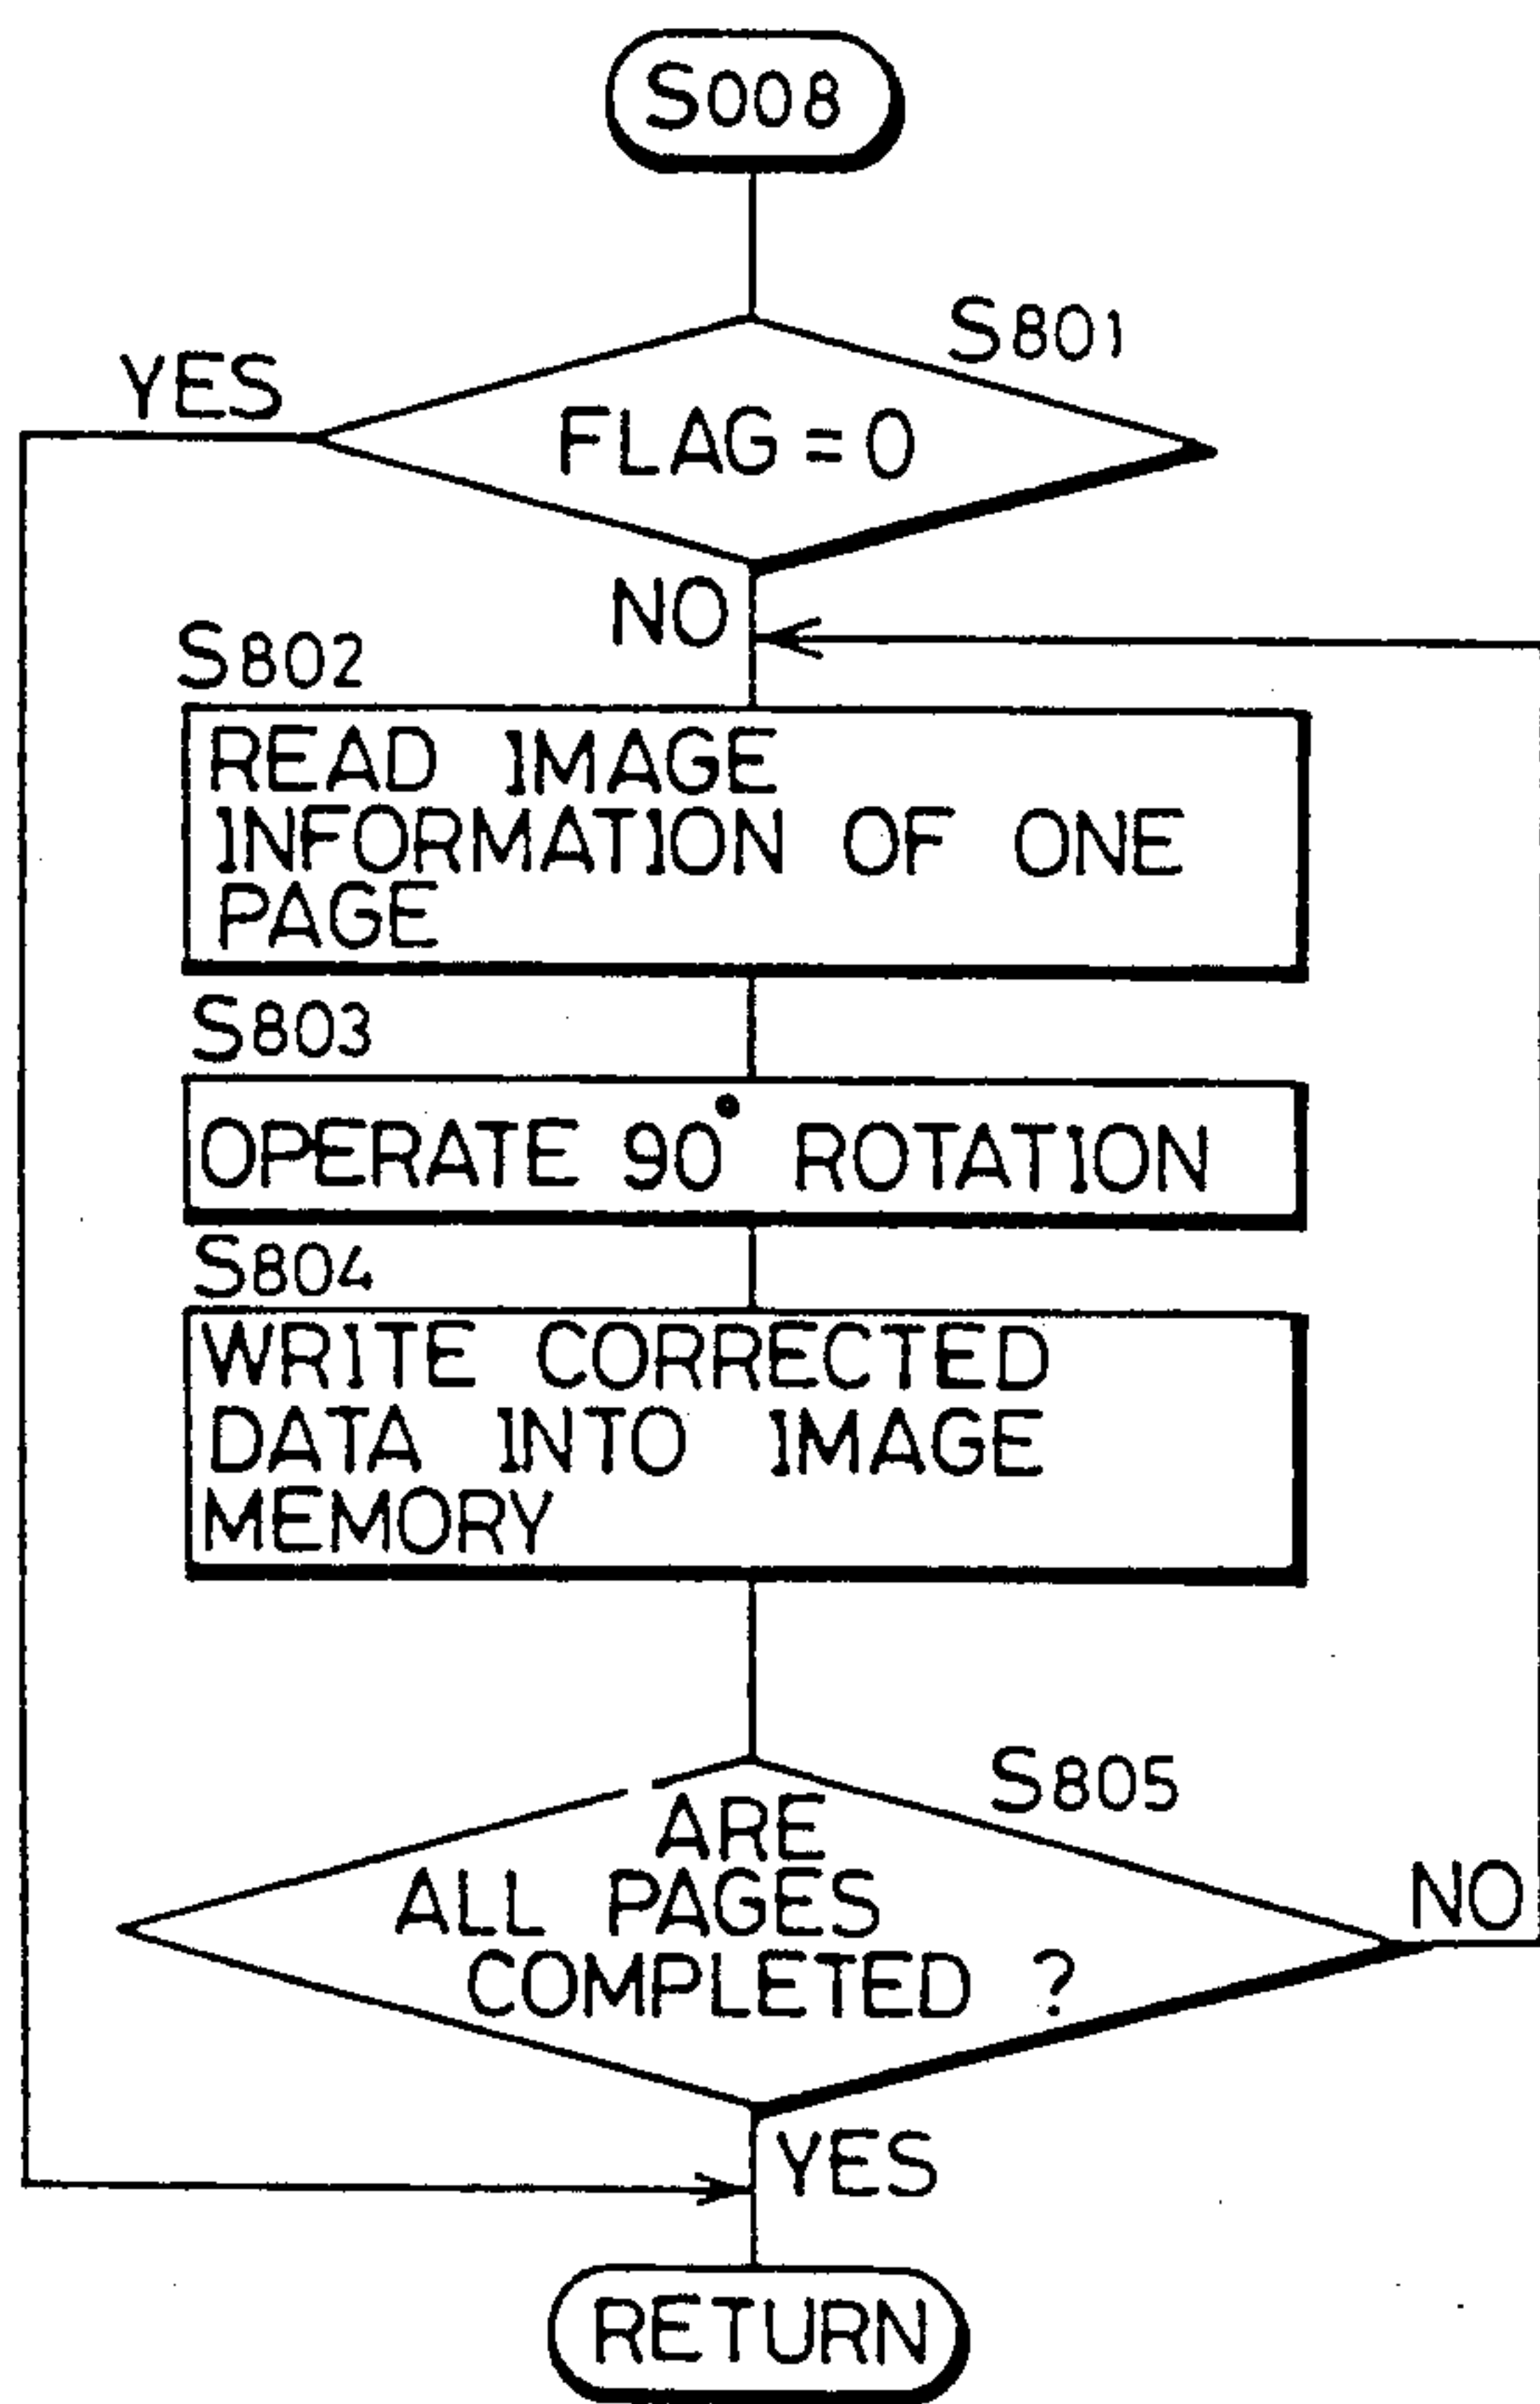 S008
S801
YES
FLAG = 0
NO
S802
READ IMAGE
INFORMATION OF ONE
PAGE
S803
OPERATE 90° ROTATION
S804
WRITE CORRECTED
DATA INTO IMAGE
MEMORY
S805
ARE
ALL PAGES
COMPLETED ?
NO
YES
RETURN